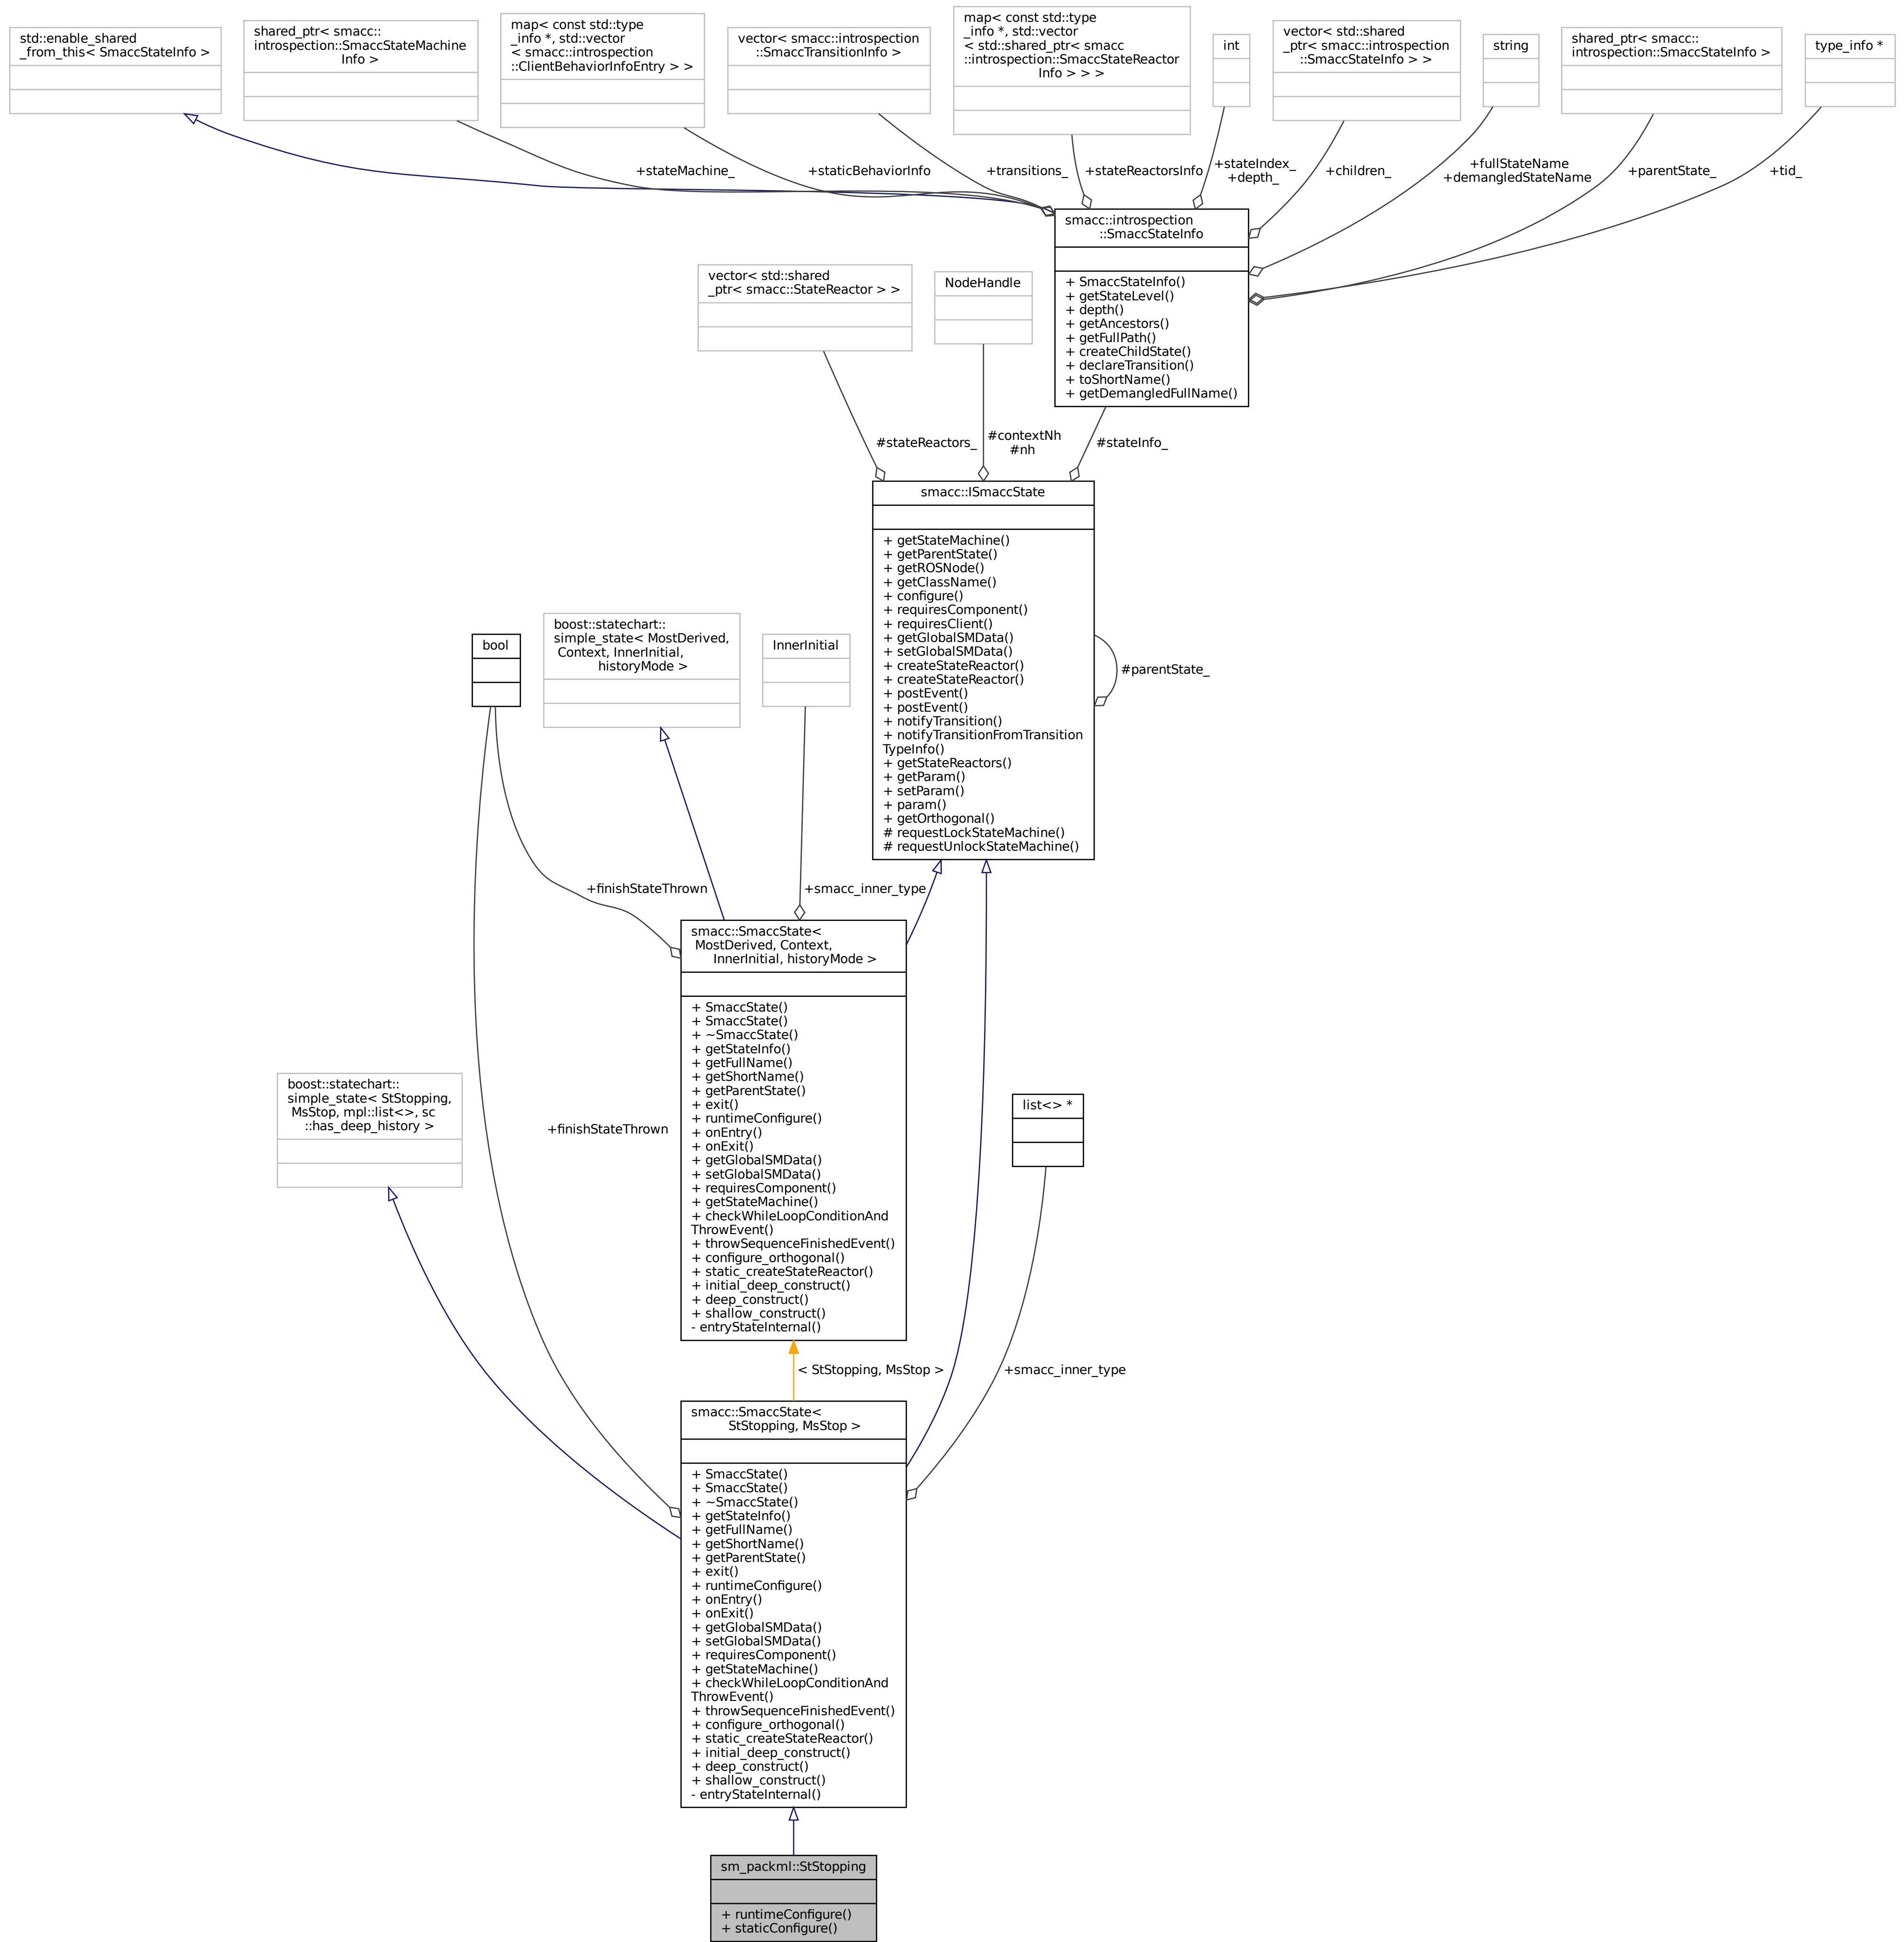 std::enable_shared
_from_this< SmaccStateInfo >
shared_ptr< smacc::
introspection::SmaccStateMachine
Info >
map< const std::type
_info *, std::vector
< smacc::introspection
::ClientBehaviorInfoEntry > >
vector< smacc::introspection
::SmaccTransitionInfo >
map< const std::type
_info *, std::vector
< std::shared_ptr< smacc
::introspection::SmaccStateReactor
Info > > >
int
vector< std::shared
_ptr< smacc::introspection
::SmaccStateInfo > >
string
shared_ptr< smacc::
introspection::SmaccStateInfo >
type_info *
+stateMachine_
+staticBehaviorInfo
+transitions_
+stateReactorsInfo
+stateIndex_
+depth_
+children_
+fullStateName
+demangledStateName
+parentState_
+tid_
smacc::introspection
::SmaccStateInfo
+ SmaccStateInfo()
+ getStateLevel()
+ depth()
+ getAncestors()
+ getFullPath()
+ createChildState()
+ declareTransition()
+ toShortName()
+ getDemangledFullName()
vector< std::shared
_ptr< smacc::StateReactor > >
NodeHandle
#stateReactors_
#contextNh
#nh
#stateInfo_
smacc::ISmaccState
+ getStateMachine()
+ getParentState()
+ getROSNode()
+ getClassName()
+ configure()
+ requiresComponent()
+ requiresClient()
+ getGlobalSMData()
+ setGlobalSMData()
+ createStateReactor()
+ createStateReactor()
+ postEvent()
+ postEvent()
+ notifyTransition()
+ notifyTransitionFromTransition
TypeInfo()
+ getStateReactors()
+ getParam()
+ setParam()
+ param()
+ getOrthogonal()
# requestLockStateMachine()
# requestUnlockStateMachine()
#parentState_
bool
boost::statechart::
simple_state< MostDerived,
Context, InnerInitial,
historyMode >
InnerInitial
+finishStateThrown
+smacc_inner_type
smacc::SmaccState<
MostDerived, Context,
InnerInitial, historyMode >
+ SmaccState()
+ SmaccState()
+ ~SmaccState()
+ getStateInfo()
+ getFullName()
+ getShortName()
+ getParentState()
+ exit()
+ runtimeConfigure()
+ onEntry()
+ onExit()
+ getGlobalSMData()
+ setGlobalSMData()
+ requiresComponent()
+ getStateMachine()
+ checkWhileLoopConditionAnd
ThrowEvent()
+ throwSequenceFinishedEvent()
+ configure_orthogonal()
+ static_createStateReactor()
+ initial_deep_construct()
+ deep_construct()
+ shallow_construct()
- entryStateInternal()
boost::statechart::
simple_state< StStopping,
MsStop, mpl::list<>, sc
::has_deep_history >
+finishStateThrown
list<> *
< StStopping, MsStop >
+smacc_inner_type
smacc::SmaccState<
StStopping, MsStop >
+ SmaccState()
+ SmaccState()
+ ~SmaccState()
+ getStateInfo()
+ getFullName()
+ getShortName()
+ getParentState()
+ exit()
+ runtimeConfigure()
+ onEntry()
+ onExit()
+ getGlobalSMData()
+ setGlobalSMData()
+ requiresComponent()
+ getStateMachine()
+ checkWhileLoopConditionAnd
ThrowEvent()
+ throwSequenceFinishedEvent()
+ configure_orthogonal()
+ static_createStateReactor()
+ initial_deep_construct()
+ deep_construct()
+ shallow_construct()
- entryStateInternal()
sm_packml::StStopping
+ runtimeConfigure()
+ staticConfigure()